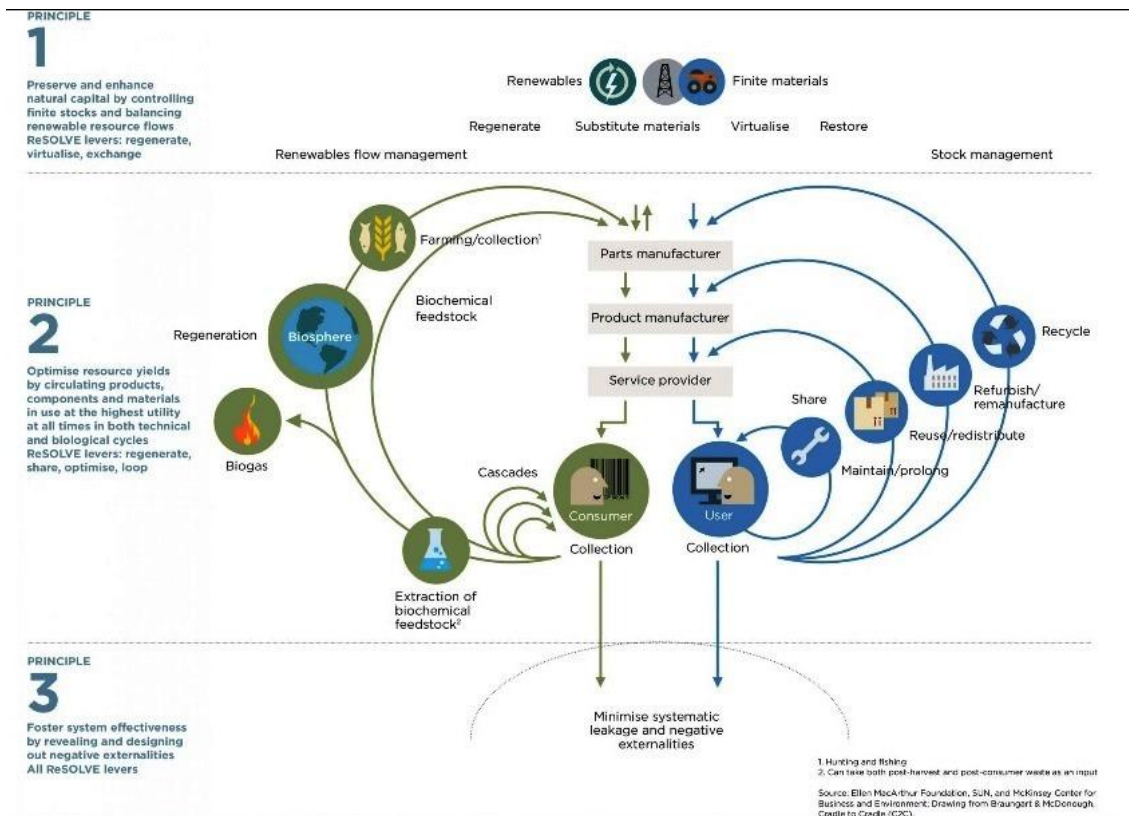 PRINCIPLE
1
Preserve and enhance
natural capital by controlling
finite stocks and balancing
renewable resource flows
ReSOLVE levers: regenerate,
virtualise, exchange
Renewables
Finite materials
Regenerate
Substitute materials
Virtualise
Restore
Renewables flow management
Stock management
PRINCIPLE
2
Optimise resource yields
by circulating products,
components and materials
in use at the highest utility
at all times in both technical
and biological cycles
ReSOLVE levers: regenerate,
share, optimise, loop
Farming/collection¹
Biochemical
feedstock
Regeneration
Biosphere
Biogas
Cascades
Extraction of
biochemical
feedstock²
Parts manufacturer
Product manufacturer
Service provider
Consumer
Collection
User
Collection
Share
Maintain/prolong
Reuse/redistribute
Refurbish/
remanufacture
Recycle
PRINCIPLE
3
Foster system effectiveness
by revealing and designing
out negative externalities
All ReSOLVE levers
Minimise systematic
leakage and negative
externalities
1. Hunting and fishing
2. Can take both post-harvest and post-consumer waste as an input
Source: Ellen MacArthur Foundation, SUN, and McKinsey Center for
Business and Environment; Drawing from Braungart & McDonough,
Cradle to Cradle (C2C).